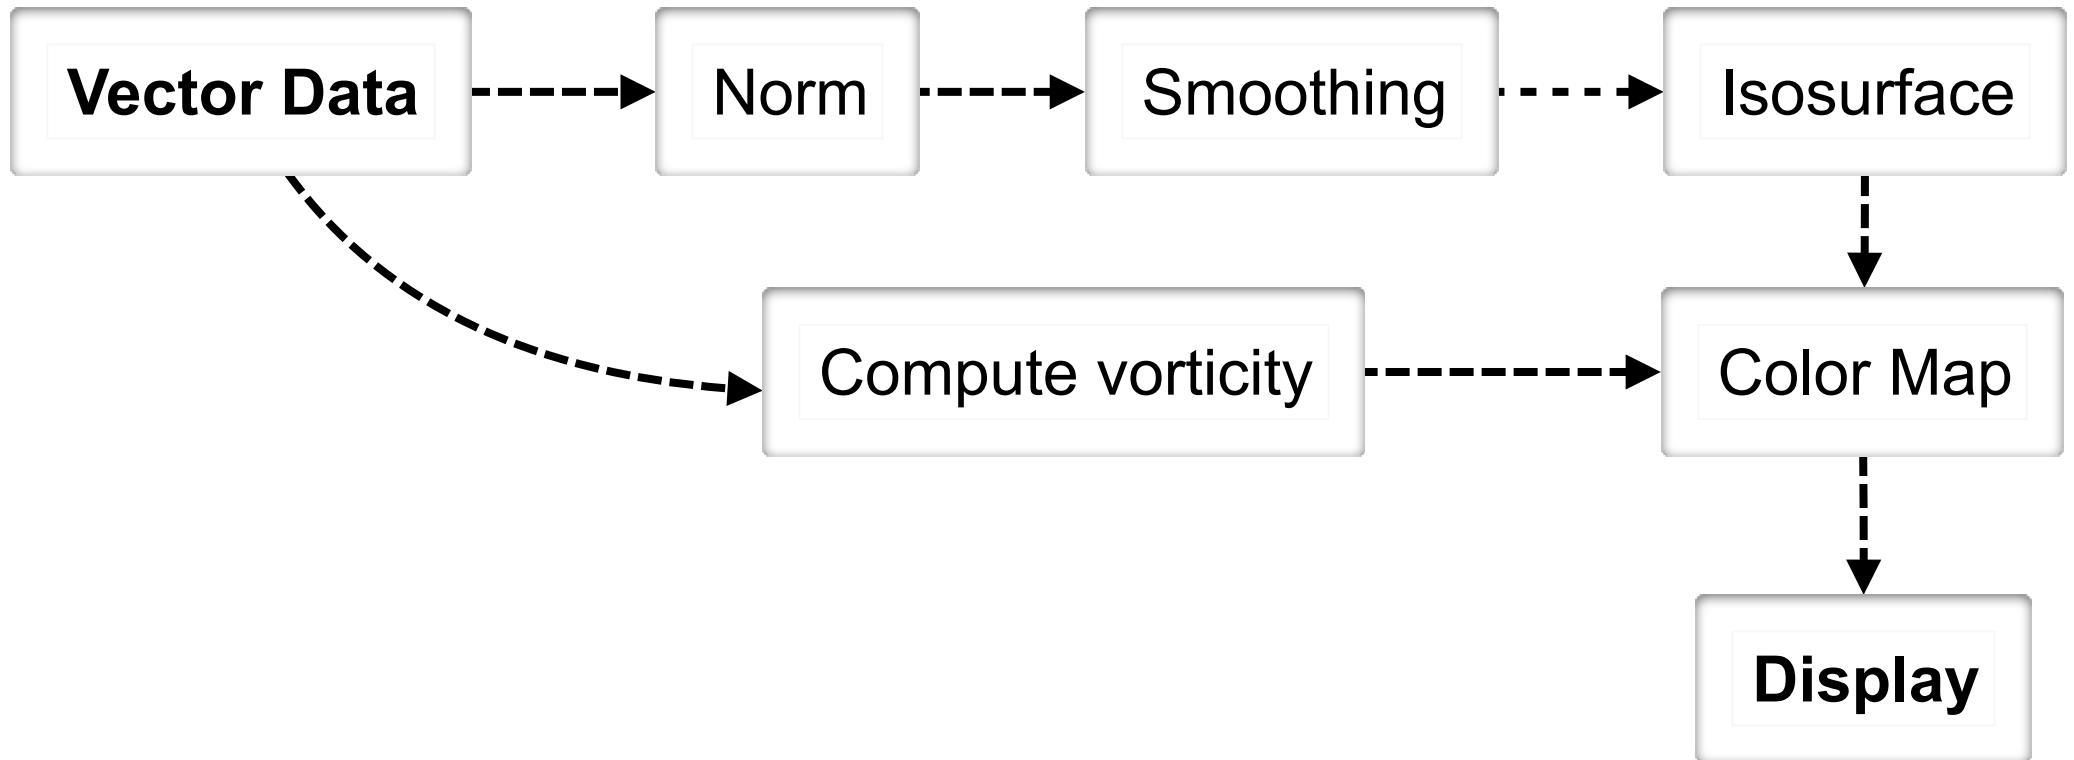 Vector Data
Norm
Smoothing
Isosurface
Compute vorticity
Color Map
Display